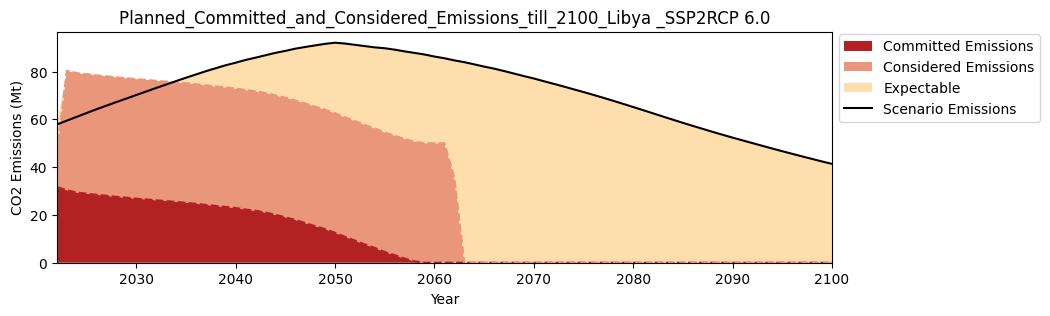 Planned_Committed_and_Considered_Emissions_till_2100_Libya _SSP2RCP 6.0
Committed Emissions
Considered Emissions
Expectable
Scenario Emissions
CO2 Emissions (Mt)
80
60
40
20
0
2030 2040 2050 2060 2070 2080 2090 2100
Year